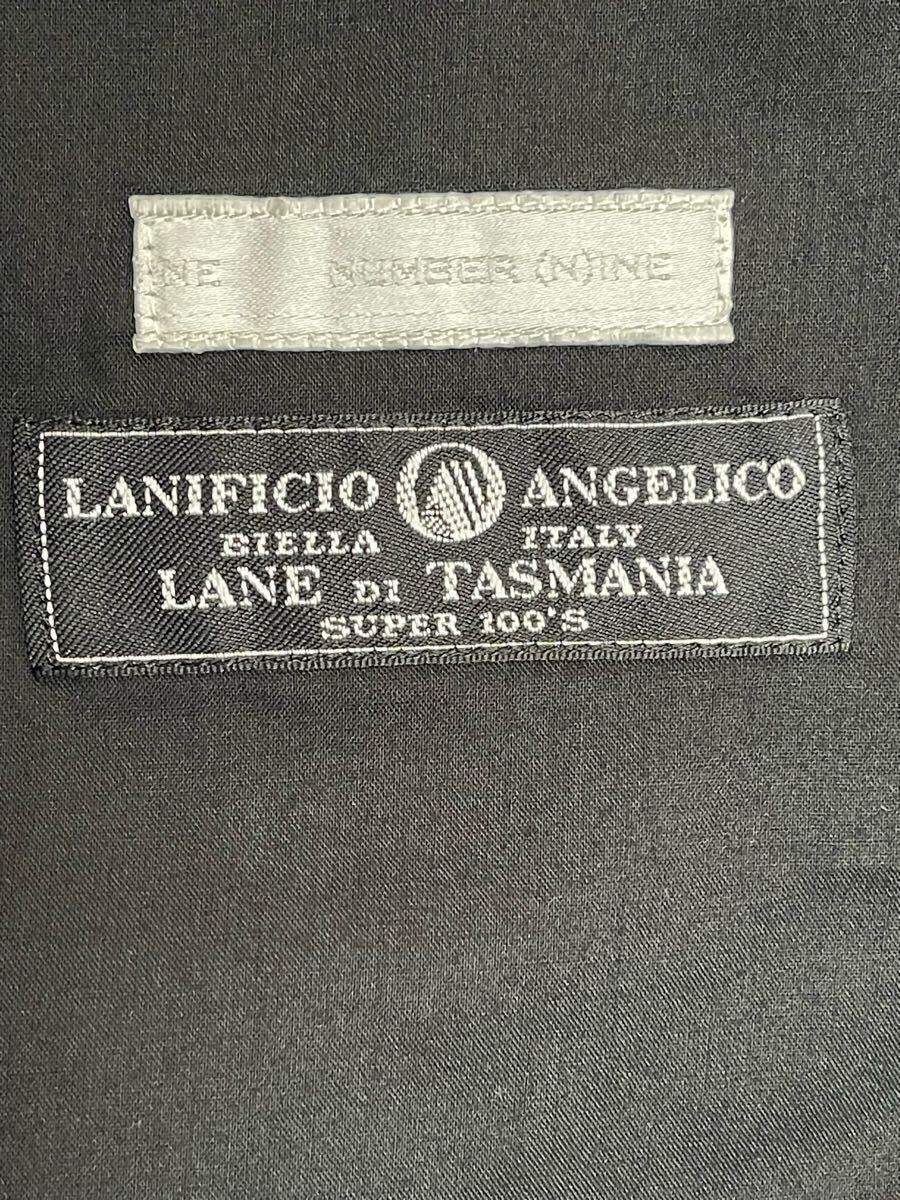 NE NUMBER (N)INE
LANIFICIO ANGELICO
BIELLA ITALY
LANE DI TASMANIA
SUPER 100'S